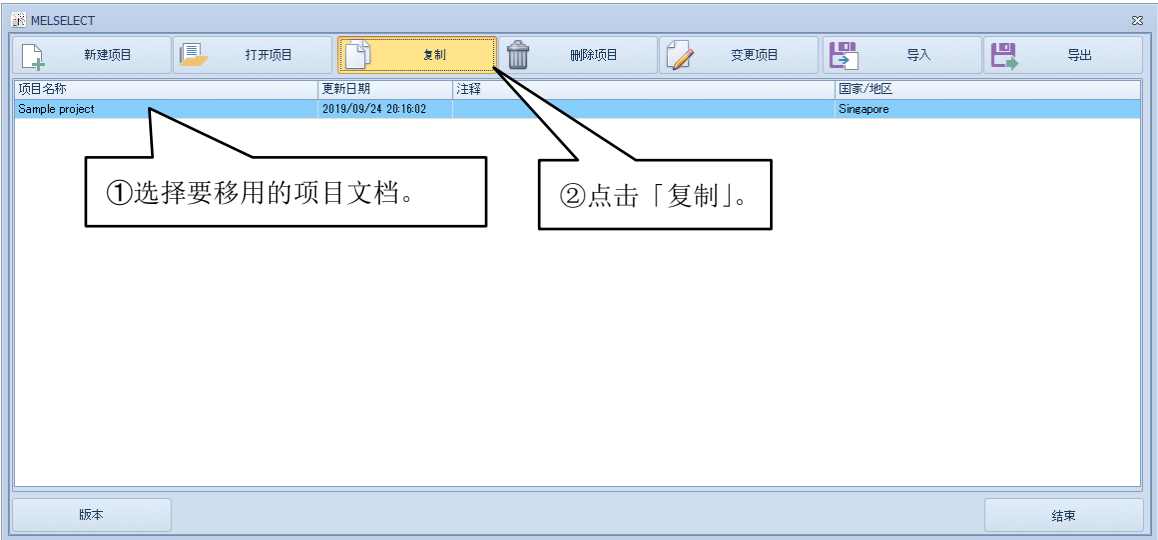 MELSELECT
新建项目 打开项目 复制 删除项目 变更项目 导入 导出
项目名称 更新日期 注释 国家/地区
Sample project 2019/09/24 20:16:02 Singapore
①选择要移用的项目文档。
②点击「复制」。
版本 结束